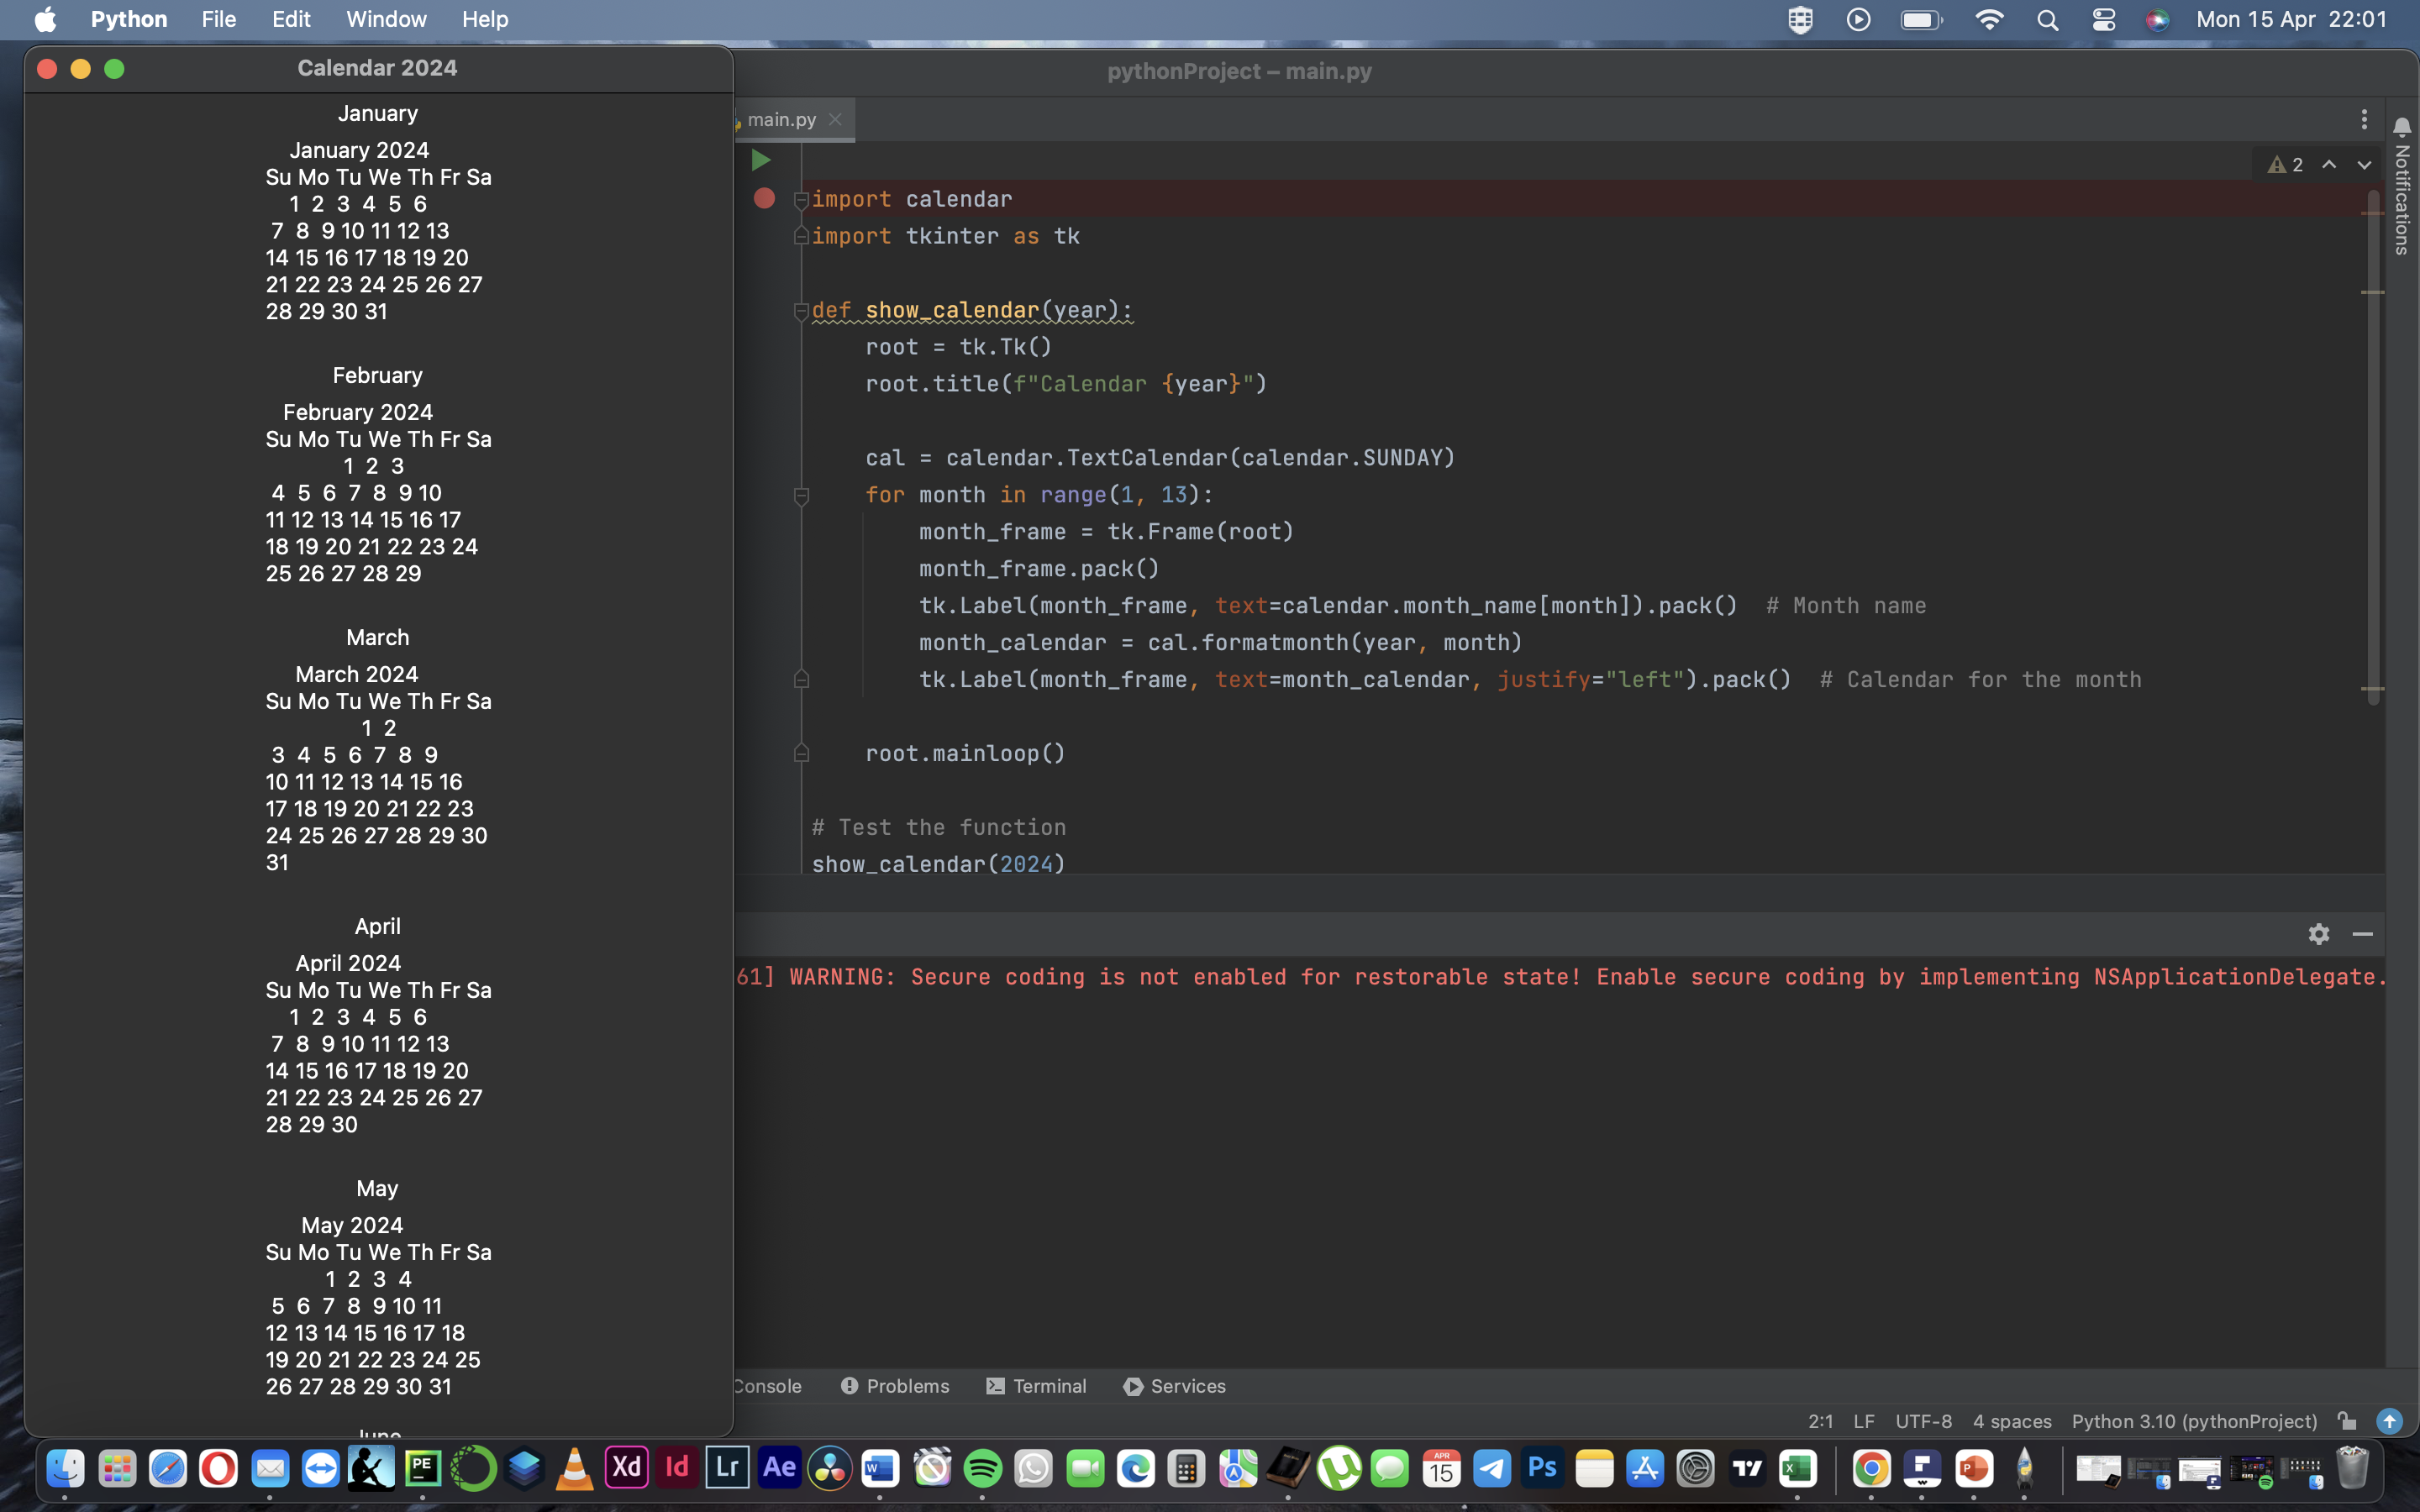 Python File Edit Window Help Mon 15 Apr 22:01
Calendar 2024
January
January 2024
Su Mo Tu We Th Fr Sa
1 2 3 4 5 6
7 8 9 10 11 12 13
14 15 16 17 18 19 20
21 22 23 24 25 26 27
28 29 30 31
February
February 2024
Su Mo Tu We Th Fr Sa
1 2 3
4 5 6 7 8 9 10
11 12 13 14 15 16 17
18 19 20 21 22 23 24
25 26 27 28 29
March
March 2024
Su Mo Tu We Th Fr Sa
1 2
3 4 5 6 7 8 9
10 11 12 13 14 15 16
17 18 19 20 21 22 23
24 25 26 27 28 29 30
31
April
April 2024
Su Mo Tu We Th Fr Sa
1 2 3 4 5 6
7 8 9 10 11 12 13
14 15 16 17 18 19 20
21 22 23 24 25 26 27
28 29 30
May
May 2024
Su Mo Tu We Th Fr Sa
1 2 3 4
5 6 7 8 9 10 11
12 13 14 15 16 17 18
19 20 21 22 23 24 25
26 27 28 29 30 31
June
pythonProject – main.py
main.py
2
Notifications
import calendar
import tkinter as tk
def show_calendar(year):
root = tk.Tk()
root.title(f"Calendar {year}")
cal = calendar.TextCalendar(calendar.SUNDAY)
for month in range(1, 13):
month_frame = tk.Frame(root)
month_frame.pack()
tk.Label(month_frame, text=calendar.month_name[month]).pack()  # Month name
month_calendar = cal.formatmonth(year, month)
tk.Label(month_frame, text=month_calendar, justify="left").pack()  # Calendar for the month
root.mainloop()
# Test the function
show_calendar(2024)
61] WARNING: Secure coding is not enabled for restorable state! Enable secure coding by implementing NSApplicationDelegate.
Console Problems Terminal Services
2:1 LF UTF-8 4 spaces Python 3.10 (pythonProject)
PE Xd Id Lr Ae W APR 15 Ps X P